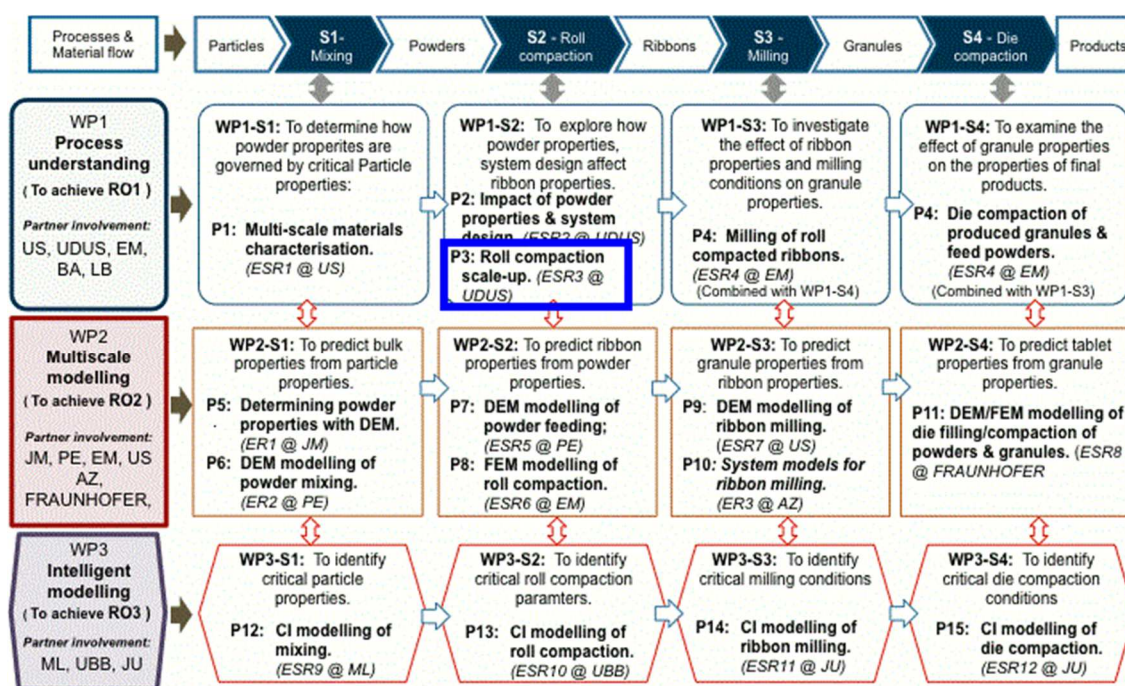 Processes &
Material flow
Particles
S1-
Mixing
Powders
S2 - Roll
compaction
Ribbons
S3 -
Milling
Granules
S4 - Die
compaction
Products
WP1
Process
understanding
( To achieve RO1)
Partner involvement:
US, UDUS, EM,
BA, LB
WP1-S1: To determine how
powder properites are
governed by critical Particle
properties:
P1: Multi-scale materials
characterisation.
(ESR1 @ US)
WP1-S2: To explore how
powder properties,
system design affect
ribbon properties.
P2: Impact of powder
properties & system
design. (ESR2 @ UDUS)
P3: Roll compaction
scale-up. (ESR3 @
UDUS)
WP1-S3: To investigate
the effect of ribbon
properties and milling
conditions on granule
properties.
P4: Milling of roll
compacted ribbons.
(ESR4 @ EM)
(Combined with WP1-S4)
WP1-S4: To examine the
effect of granule properties
on the properties of final
products.
P4: Die compaction of
produced granules &
feed powders.
(ESR4 @ EM)
(Combined with WP1-S3)
WP2
Multiscale
modelling
( To achieve RO2 )
Partner involvement:
JM, PE, EM, US
AZ,
FRAUNHOFER,
WP2-S1: To predict bulk
properties from particle
properties.
P5: Determining powder
. properties with DEM.
(ER1 @ JM)
P6: DEM modelling of
powder mixing.
(ER2 @ PE)
WP2-S2: To predict ribbon
properties from powder
properties.
P7: DEM modelling of
powder feeding;
(ESR5 @ PE)
P8: FEM modelling of
roll compaction.
(ESR6 @ EM)
WP2-S3: To predict
granule properties from
ribbon properties.
P9: DEM modelling of
ribbon milling.
(ESR7 @ US)
P10: System models for
ribbon milling.
(ER3 @ AZ)
WP2-S4: To predict tablet
properties from granule
properties.
P11: DEM/FEM modelling of
die filling/compaction of
powders & granules. (ESR8
@ FRAUNHOFER
WP3
Intelligent
modelling
(To achieve RO3 )
Partner involvement:
ML, UBB, JU
WP3-S1: To identify
critical particle
properties.
P12: CI modelling of
mixing.
(ESR9 @ ML)
WP3-S2: To identify
critical roll compaction
paramters.
P13: CI modelling of
roll compaction.
(ESR10 @ UBB)
WP3-S3: To identify
critical milling conditions
P14: CI modelling of
ribbon milling.
(ESR11 @ JU)
WP3-S4: To identify
critical die compaction
conditions
P15: CI modelling of
die compaction.
(ESR12 @ JU)